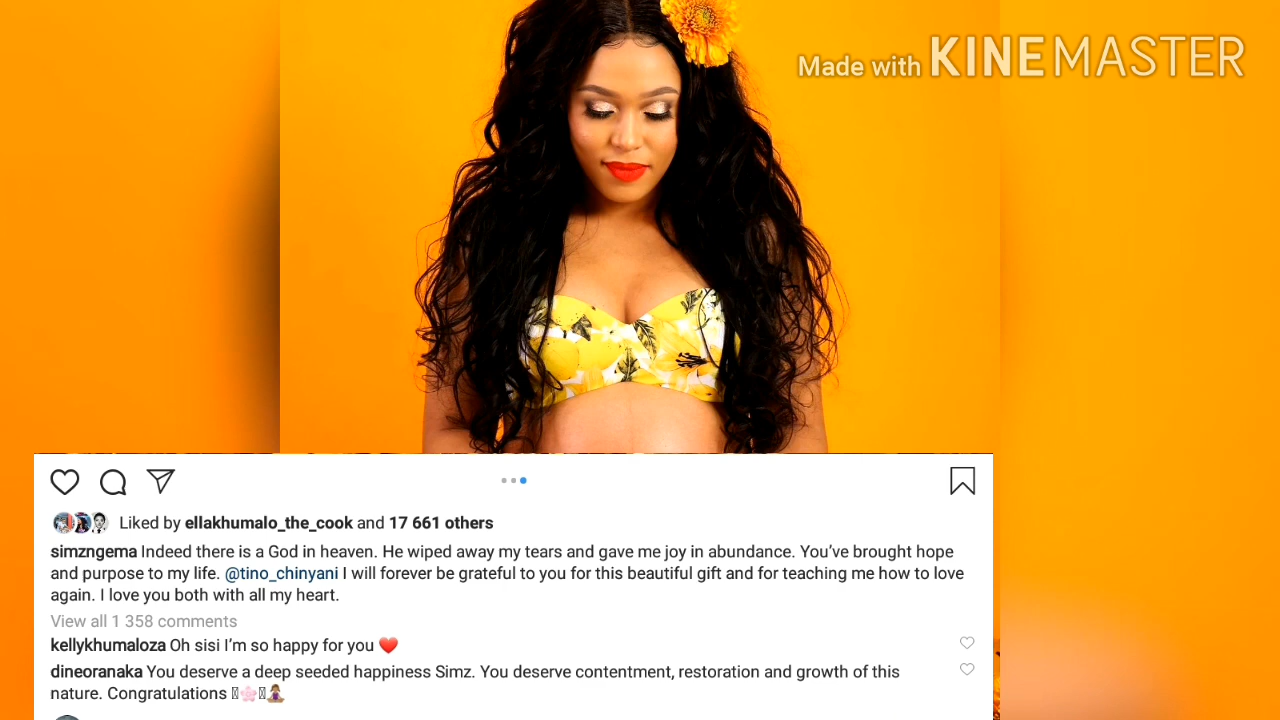 Made with KINEMASTER
Liked by ellakhumalo_the_cook and 17 661 others
simzngema Indeed there is a God in heaven. He wiped away my tears and gave me joy in abundance. You’ve brought hope
and purpose to my life. @tino_chinyani I will forever be grateful to you for this beautiful gift and for teaching me how to love
again. I love you both with all my heart.
View all 1 358 comments
kellykhumaloza Oh sisi I’m so happy for you ❤️
dineoranaka You deserve a deep seeded happiness Simz. You deserve contentment, restoration and growth of this
nature. Congratulations 🌸🧘🏽‍♀️